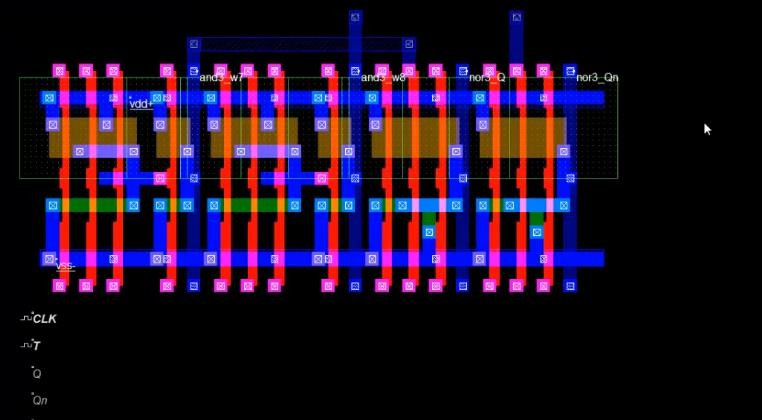 and3_w7 and3_w8 nor3_Q nor3_Qn
vdd+
vss-
CLK
T
Q
Qn